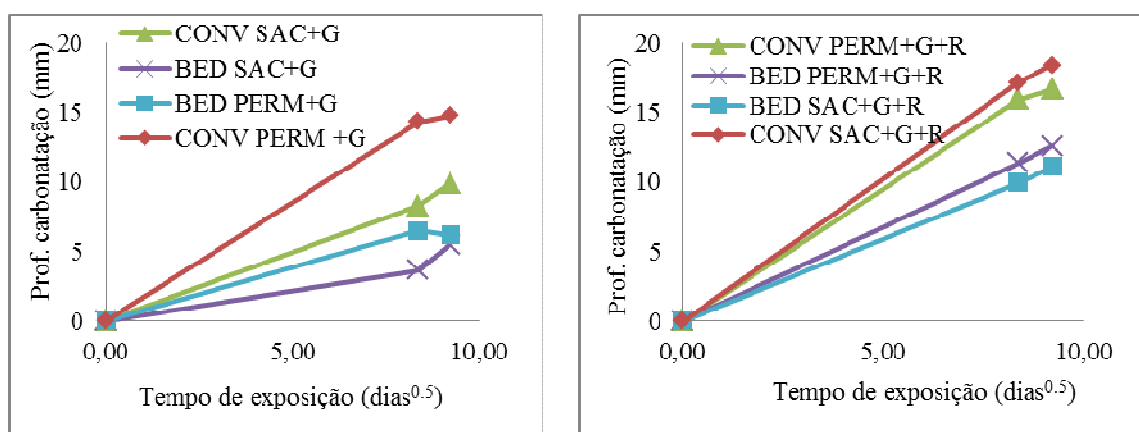 20
15
10
5
0
Prof. carbonatação (mm)
CONV SAC+G
BED SAC+G
BED PERM+G
CONV PERM +G
0,00
5,00
10,00
Tempo de exposição (dias0.5)
20
15
10
5
0
Prof. carbonatação (mm)
CONV PERM+G+R
BED PERM+G+R
BED SAC+G+R
CONV SAC+G+R
0,00
5,00
10,00
Tempo de exposição (dias0.5)